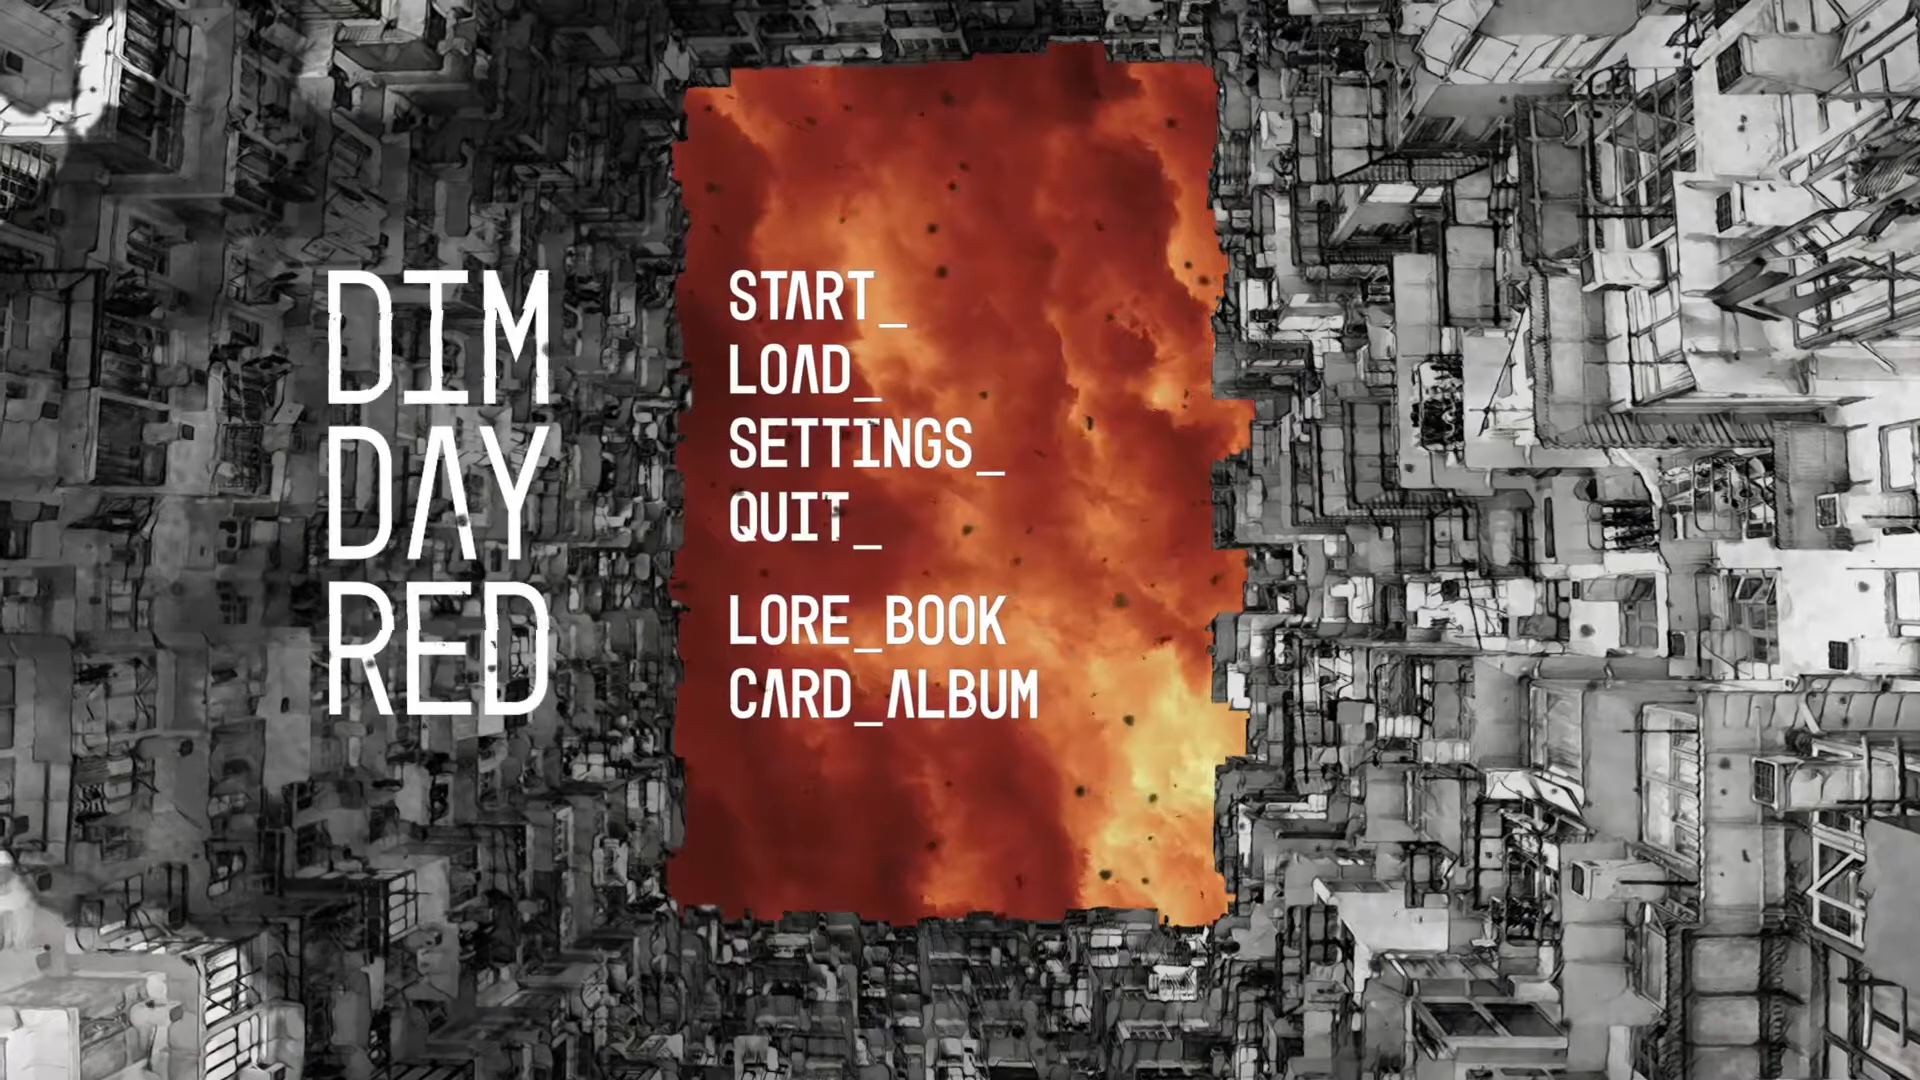 DIM
DAY
RED
START_
LOAD_
SETTINGS_
QUIT_
LORE_BOOK
CARD_ALBUM